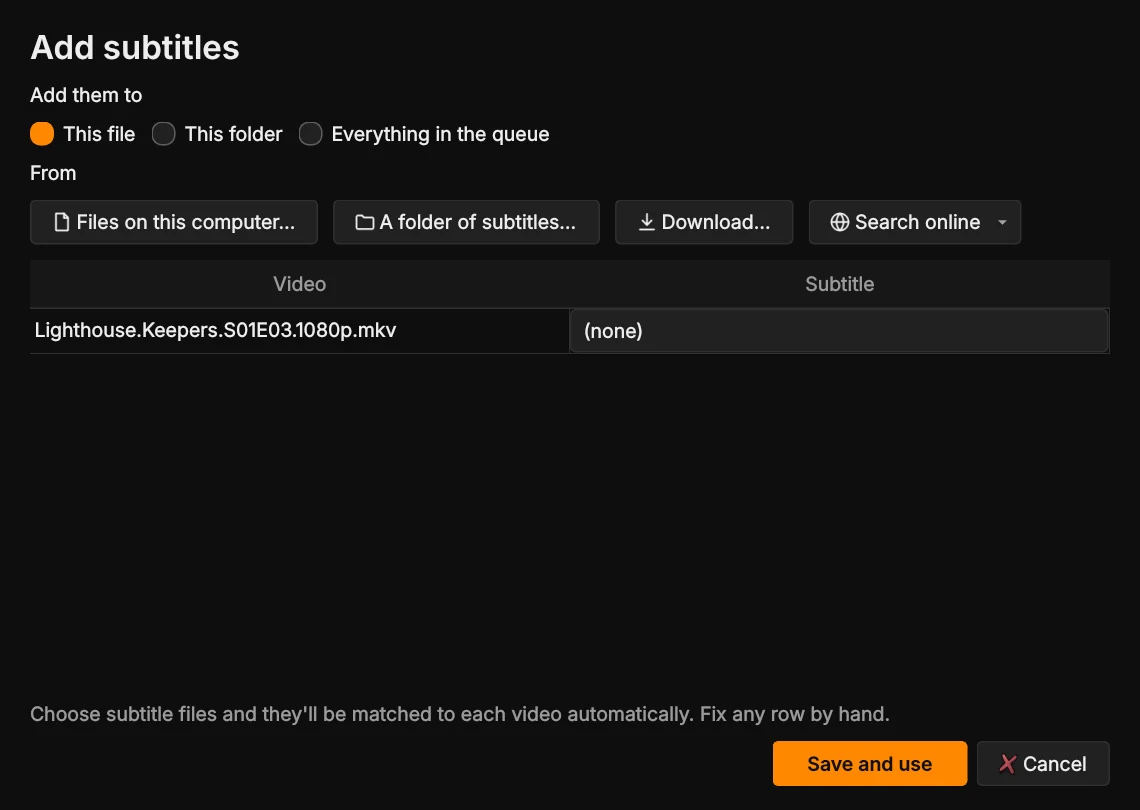 Add subtitles
Add them to
This file This folder Everything in the queue
From
Files on this computer... A folder of subtitles... Download... Search online
Video Subtitle
Lighthouse.Keepers.S01E03.1080p.mkv (none)
Choose subtitle files and they'll be matched to each video automatically. Fix any row by hand.
Save and use Cancel